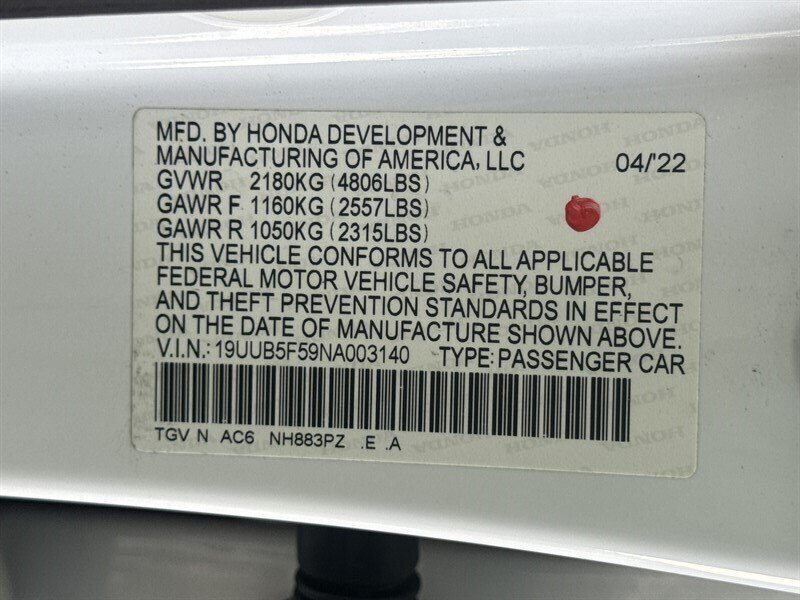 MFD. BY HONDA DEVELOPMENT &
MANUFACTURING OF AMERICA, LLC 04/'22
GVWR 2180KG (4806LBS)
GAWR F 1160KG (2557LBS)
GAWR R 1050KG (2315LBS)
THIS VEHICLE CONFORMS TO ALL APPLICABLE
FEDERAL MOTOR VEHICLE SAFETY, BUMPER,
AND THEFT PREVENTION STANDARDS IN EFFECT
ON THE DATE OF MANUFACTURE SHOWN ABOVE.
V.I.N.: 19UUB5F59NA003140 TYPE: PASSENGER CAR
TGV N AC6 NH883PZ .E .A